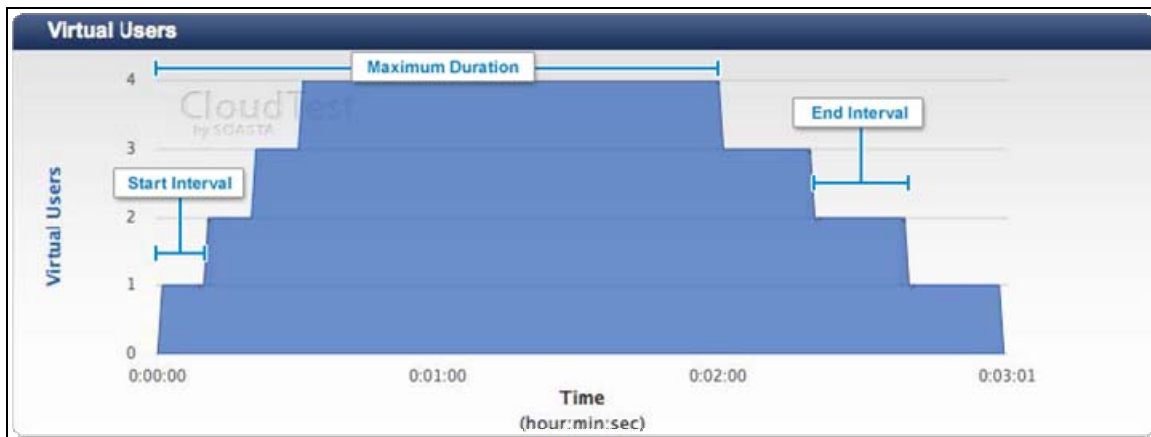 Virtual Users
Maximum Duration
4
CloudTest
by SOASTA
End Interval
3
Start Interval
2
1
0
Virtual Users
0:00:00
0:01:00
0:02:00
0:03:01
Time
(hour:min:sec)